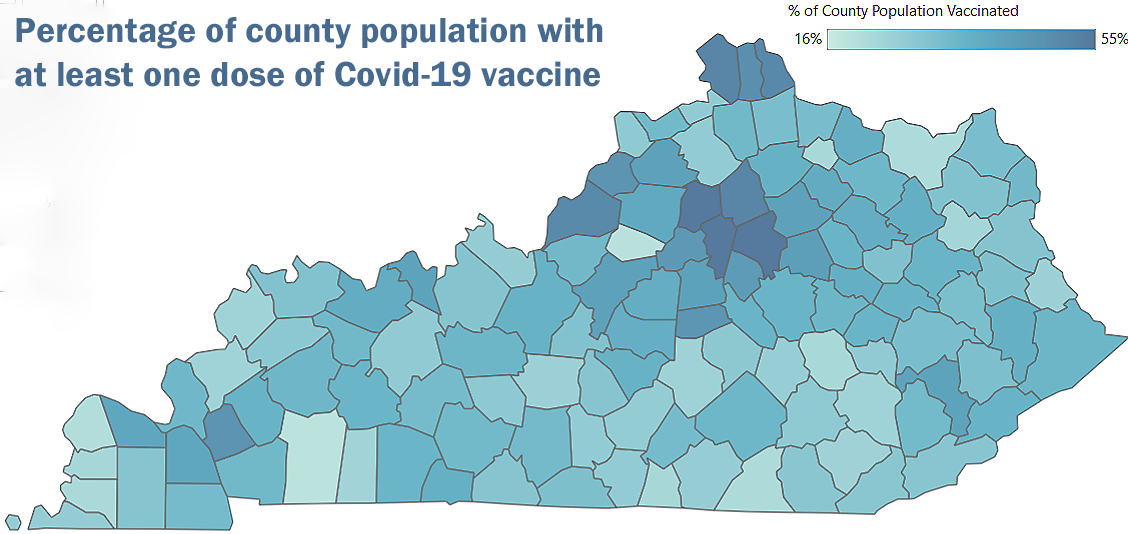 Percentage of county population with
at least one dose of Covid-19 vaccine
% of County Population Vaccinated
16% 55%